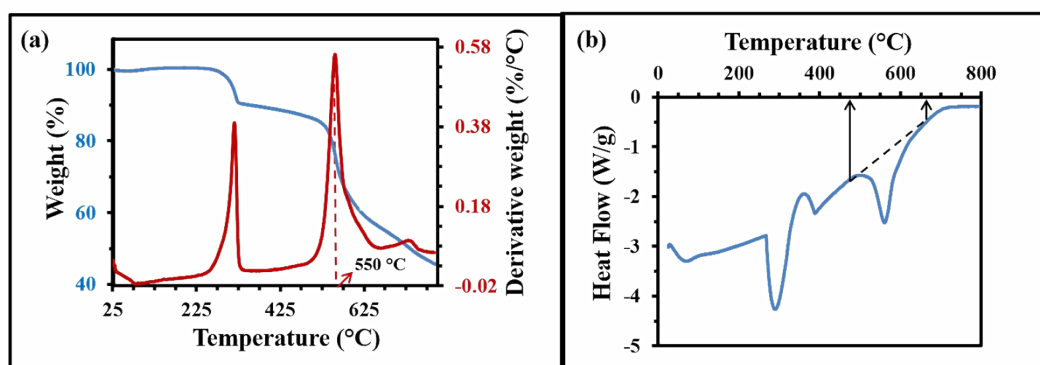 (a)
Weight (%)
100
80
60
40
0.58
0.38
0.18
-0.02
Derivative weight (%/°C)
550 °C
25
225
425
625
Temperature (°C)
(b)
Temperature (°C)
0
200
400
600
800
0
-1
-2
-3
-4
-5
Heat Flow (W/g)